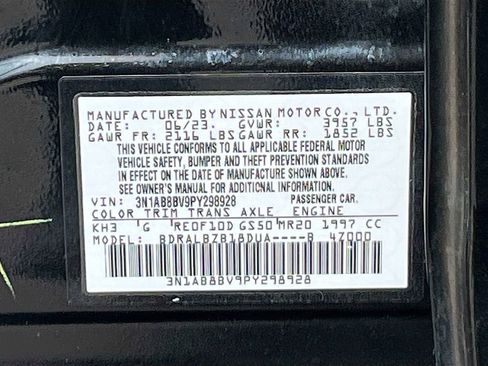 MANUFACTURED BY NISSAN MOTOR CO., LTD.
DATE: 06/23. GVWR: 3957 LBS
GAWR FR: 2116 LBS GAWR RR: 1852 LBS
THIS VEHICLE CONFORMS TO ALL APPLICABLE FEDERAL MOTOR
VEHICLE SAFETY, BUMPER AND THEFT PREVENTION STANDARDS
IN EFFECT ON THE DATE OF MANUFACTURE SHOWN ABOVE.
SEE OWNER'S MANUAL FOR ADDITIONAL INFORMATION.
VIN: 3N1AB8BV9PY298928 PASSENGER CAR.
COLOR TRIM TRANS AXLE ENGINE
KH3 G RE0F10D GS50 MR20 1997 CC
MODEL: BDRALBZB18DUA----B 47000
3N1AB8BV9PY298928